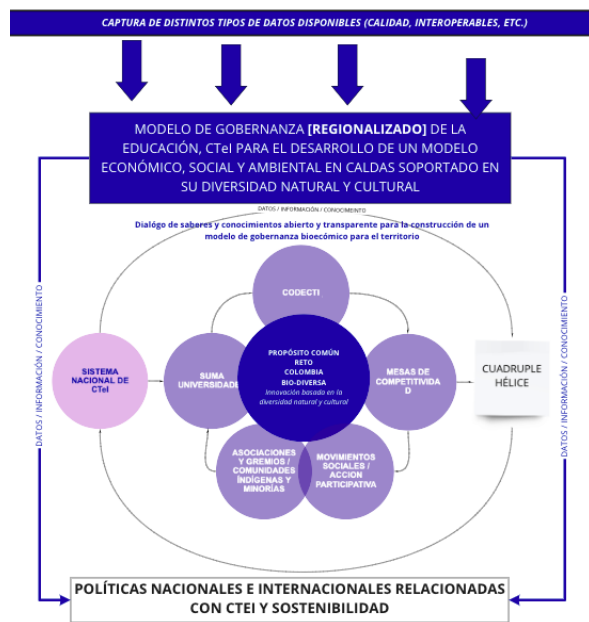 CAPTURA DE DISTINTOS TIPOS DE DATOS DISPONIBLES (CALIDAD, INTEROPERABLES, ETC.)
MODELO DE GOBERNANZA [REGIONALIZADO] DE LA
EDUCACIÓN, CTeI PARA EL DESARROLLO DE UN MODELO
ECONÓMICO, SOCIAL Y AMBIENTAL EN CALDAS SOPORTADO EN
SU DIVERSIDAD NATURAL Y CULTURAL
DATOS / INFORMACIÓN / CONOCIMEINTO
Dialógo de sabores y conocimientos abierto y transparente para la construcción de un
modelo de gobernanza bioecómico para el territorio
DATOS / INFORMACIÓN / CONOCIMIENTO
CODECTI
SISTEMA
NACIONAL DE
CTeI
SUMA
UNIVERSIDADE
PROPÓSITO COMÚN
RETO
COLOMBIA
BIO-DIVERSA
Innovación basada en la
diversidad natural y cultural
MESAS DE
COMPETITIVIDA
D
CUADRUPLE
HÉLICE
DATOS / INFORMACIÓN / CONOCIMIENTO
ASOCIACIONES
Y GREMIOS /
COMUNIDADES
ÍNDÍGENAS Y
MINORÍAS
MOVIMIENTOS
SOCIALES /
ACCION
PARTICIPATIVA
POLÍTICAS NACIONALES E INTERNACIONALES RELACIONADAS
CON CTEI Y SOSTENIBILIDAD